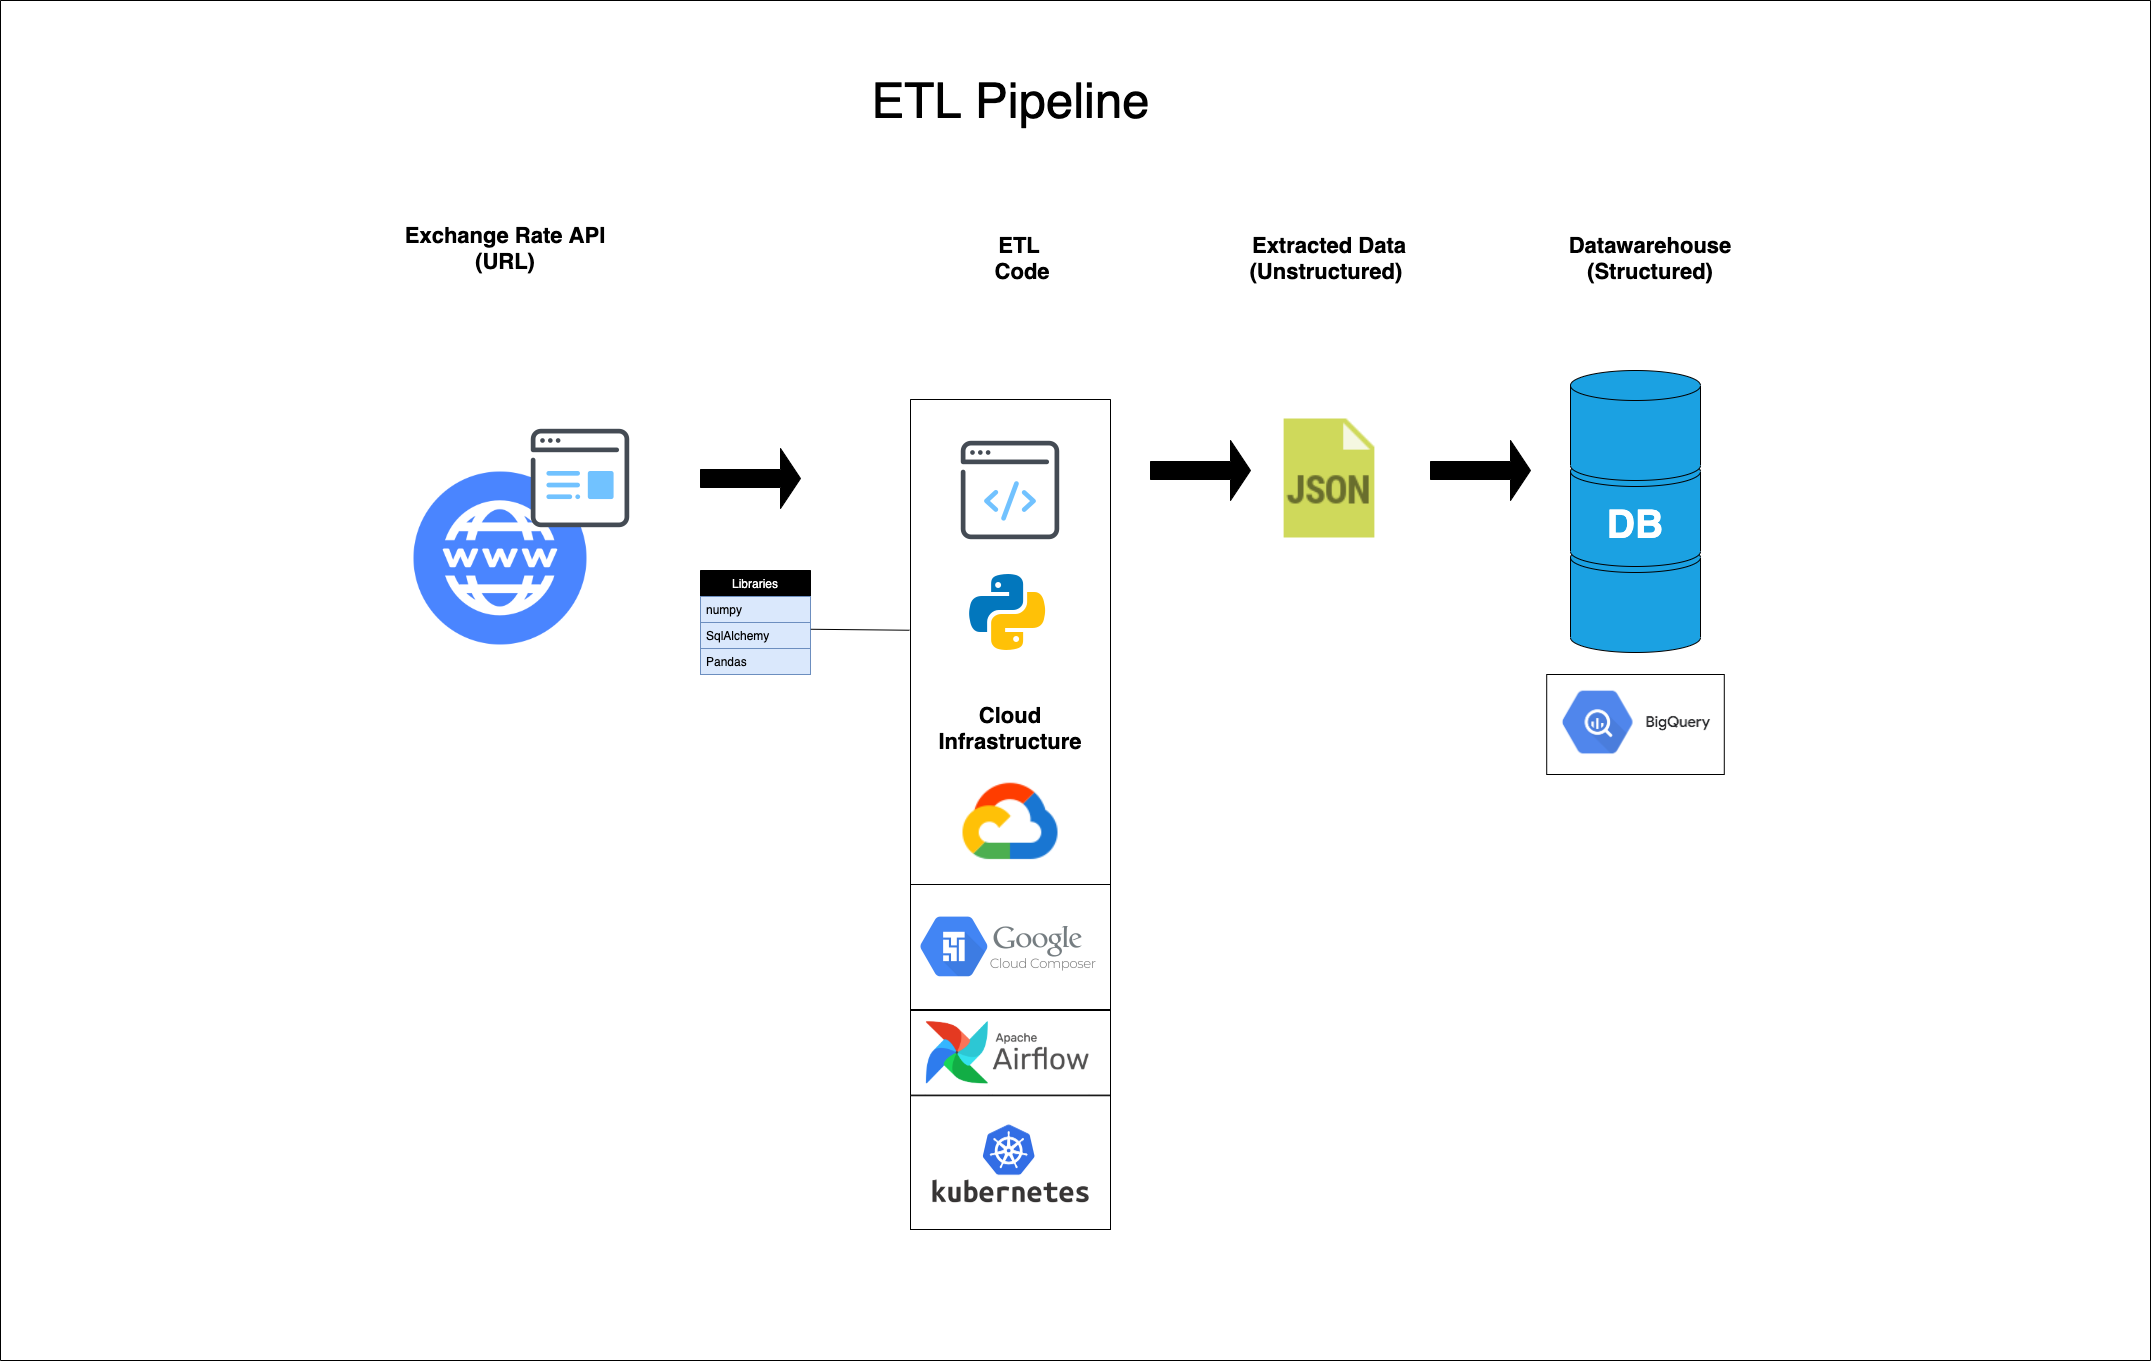 ETL Pipeline
Exchange Rate API
(URL)
ETL
Code
Extracted Data
(Unstructured)
Datawarehouse
(Structured)
www
JSON
DB
Libraries
numpy
SqlAlchemy
Pandas
Cloud
Infrastructure
BigQuery
Google
Cloud Composer
Apache
Airflow
kubernetes